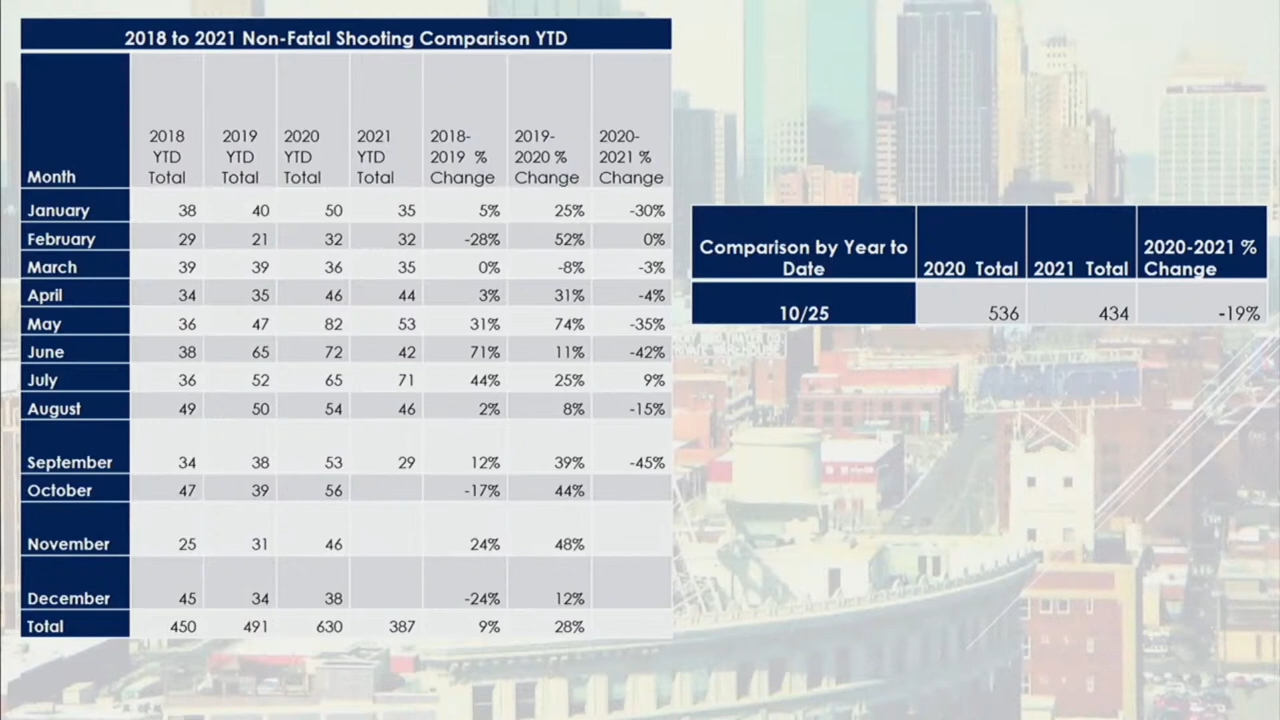 2018 to 2021 Non-Fatal Shooting Comparison YTD
Month 2018 YTD Total 2019 YTD Total 2020 YTD Total 2021 YTD Total 2018-2019 % Change 2019-2020 % Change 2020-2021 % Change
January 38 40 50 35 5% 25% -30%
February 29 21 32 32 -28% 52% 0%
March 39 39 36 35 0% -8% -3%
April 34 35 46 44 3% 31% -4%
May 36 47 82 53 31% 74% -35%
June 38 65 72 42 71% 11% -42%
July 36 52 65 71 44% 25% 9%
August 49 50 54 46 2% 8% -15%
September 34 38 53 29 12% 39% -45%
October 47 39 56 -17% 44%
November 25 31 46 24% 48%
December 45 34 38 -24% 12%
Total 450 491 630 387 9% 28%
Comparison by Year to Date 2020 Total 2021 Total 2020-2021 % Change
10/25 536 434 -19%